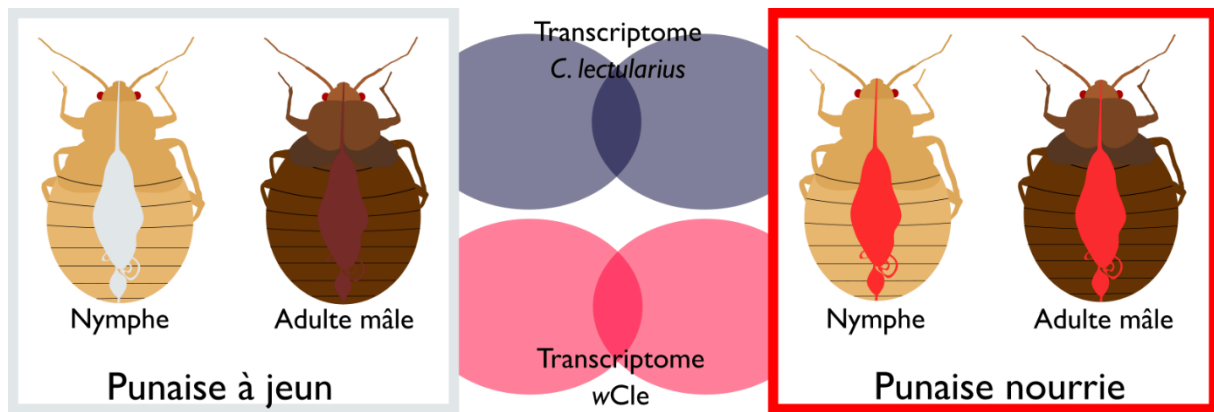 Nymphe
Adulte mâle
Punaise à jeun
Transcriptome
C. lectularius
Transcriptome
wCle
Nymphe
Adulte mâle
Punaise nourrie